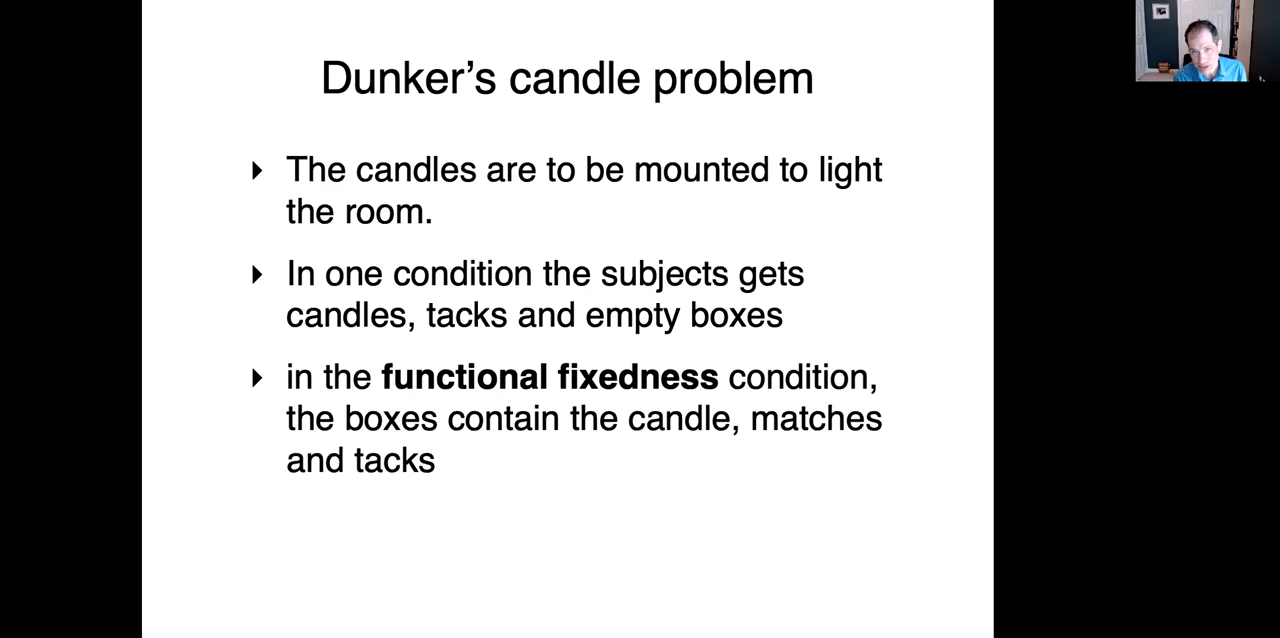 Dunker’s candle problem
‣ The candles are to be mounted to light
the room.
‣ In one condition the subjects gets
candles, tacks and empty boxes
‣ in the functional fixedness condition,
the boxes contain the candle, matches
and tacks